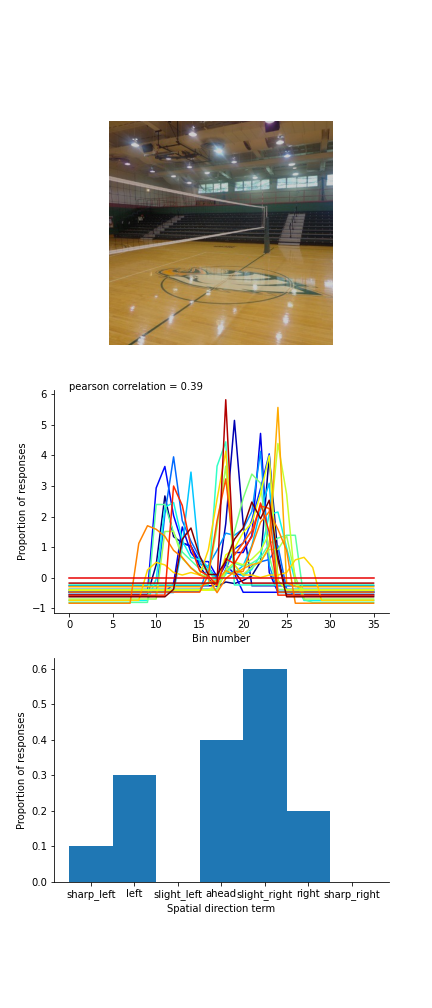 pearson correlation = 0.39
Proportion of responses
6
5
4
3
2
1
0
−1
0 5 10 15 20 25 30 35
Bin number
Proportion of responses
0.6
0.5
0.4
0.3
0.2
0.1
0.0
sharp_left left slight_left ahead slight_right right sharp_right
Spatial direction term